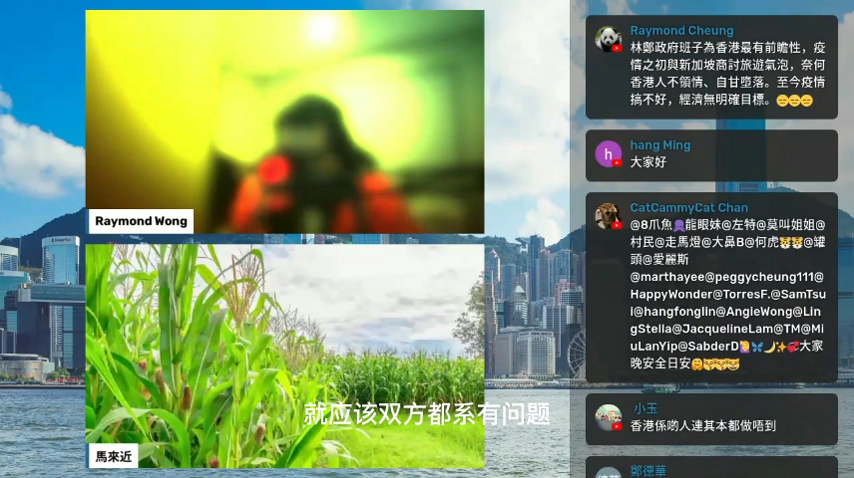 Raymond Wong
馬來近
就应该双方都系有问题
Raymond Cheung
林鄭政府班子為香港最有前瞻性，疫
情之初與新加坡商討旅遊氣泡，奈何
香港人不領情、自甘墮落。至今疫情
搞不好，經濟無明確目標。😑😑😑
h
hang Ming
大家好
CatCammyCat Chan
@8爪魚龍眼妹@左特@莫叫姐姐@
村民@走馬燈@大鼻B@何虎🐯🐯@罐
頭@愛麗斯
@marthayee@peggycheung111@
HappyWonder@TorresF.@SamTsu
i@hangfonglin@AngieWong@Lin
gStella@JacquelineLam@TM@Mi
uLanYip@SabderD🦋🌙✨💞大家
晚安全日安
小玉
香港係啲人連其本都做唔到
鄭德華